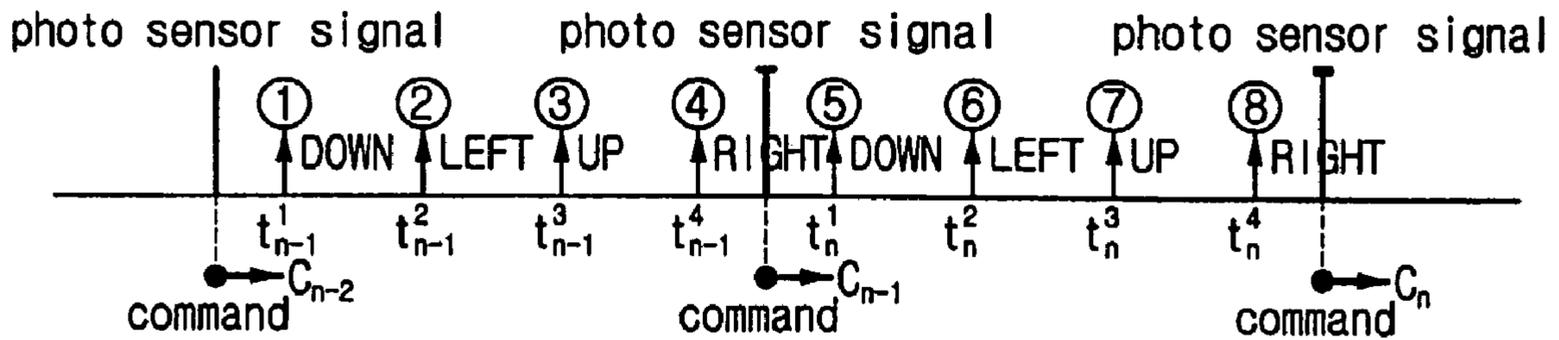 photo sensor signal photo sensor signal photo sensor signal
① ② ③ ④ ⑤ ⑥ ⑦ ⑧
DOWN LEFT UP RIGHT DOWN LEFT UP RIGHT
t¹ₙ₋₁ t²ₙ₋₁ t³ₙ₋₁ t⁴ₙ₋₁ t¹ₙ t²ₙ t³ₙ t⁴ₙ
Cₙ₋₂ Cₙ₋₁ Cₙ
command command command